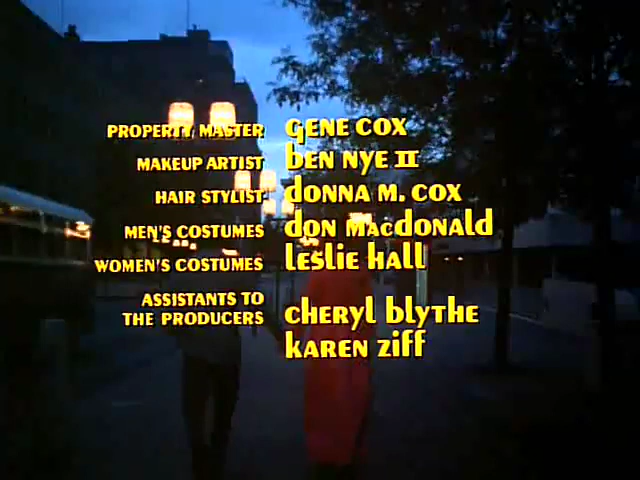 PROPERTY MASTER GENE COX
MAKEUP ARTIST BEN NYE II
HAIR STYLIST DONNA M. COX
MEN'S COSTUMES DON MACDONALD
WOMEN'S COSTUMES LESLIE HALL
ASSISTANTS TO
THE PRODUCERS CHERYL BLYTHE
KAREN ZIFF